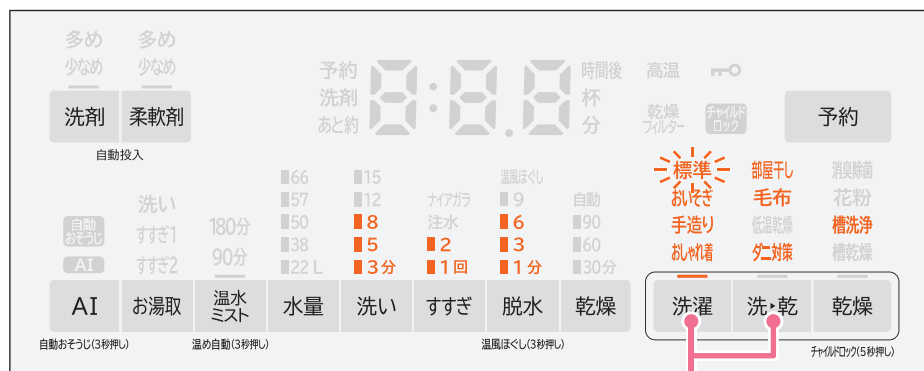 多め 多め
少なめ 少なめ
洗剤 柔軟剤
自動投入
予約
洗剤
あと約
8:8.8
時間後
杯
分
高温
乾燥
フィルター
チャイルド
ロック
予約
自動
おそうじ
AI
洗い
すすぎ1
すすぎ2
180分
90分
66
57
50
38
22 L
15
12
8
5
3分
ナイアガラ
注水
2
1回
温風ほぐし
9
6
3
1分
自動
90
60
30分
標準 部屋干し 消臭除菌
おいそぎ 毛布 花粉
手造り 低温乾燥 槽洗浄
おしゃれ着 ダニ対策 槽乾燥
AI お湯取 温水ミスト 水量 洗い すすぎ 脱水 乾燥 洗濯 洗▸乾 乾燥
自動おそうじ(3秒押し) 温め自動(3秒押し) 温風ほぐし(3秒押し) チャイルドロック(5秒押し)